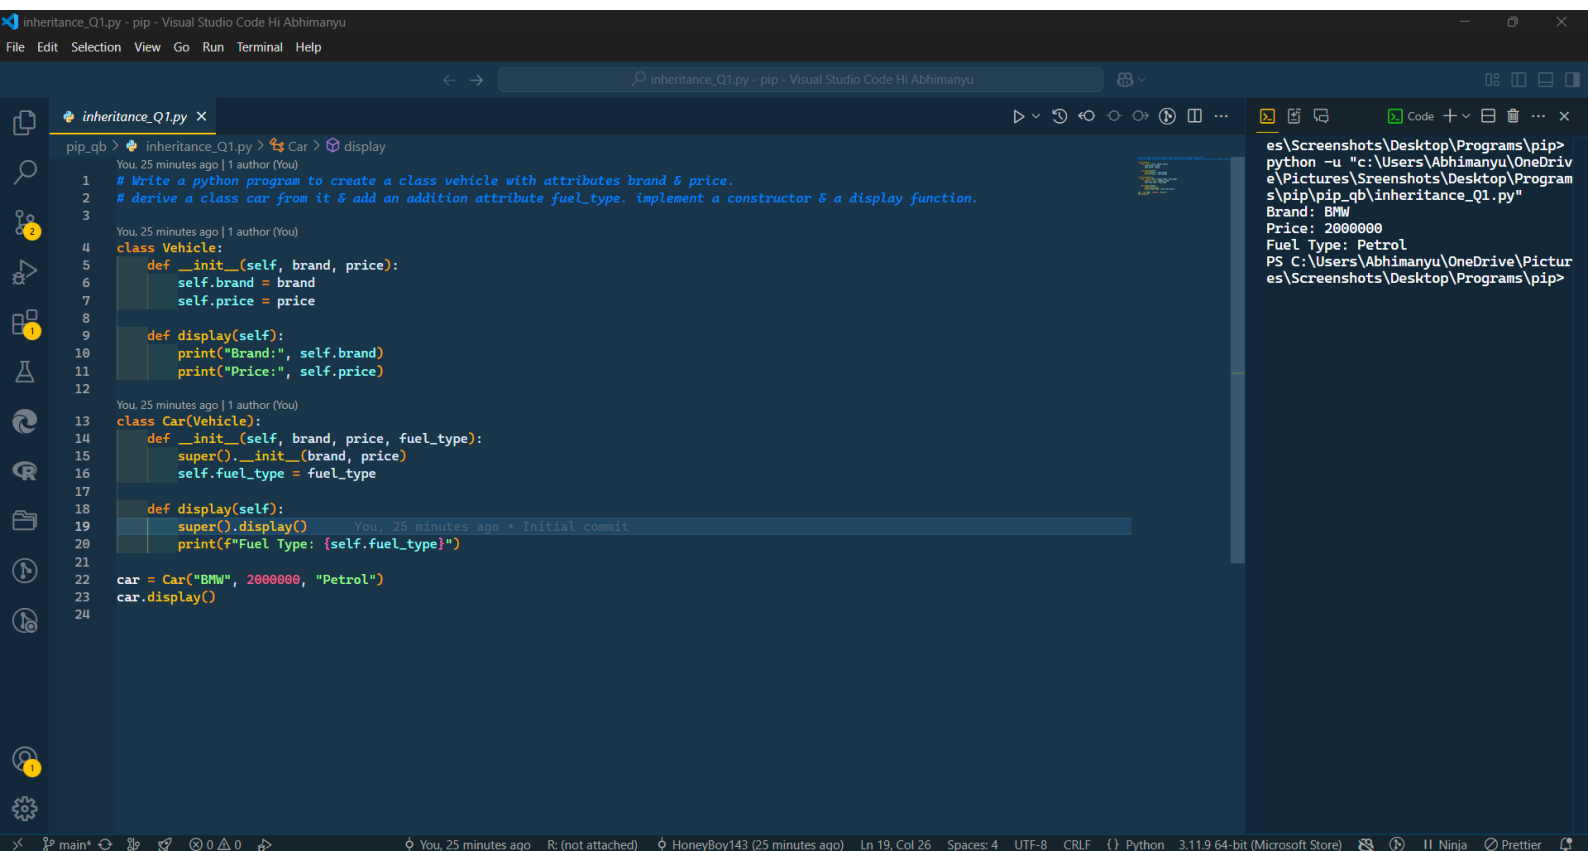 inheritance_Q1.py - pip - Visual Studio Code Hi Abhimanyu
File Edit Selection View Go Run Terminal Help
inheritance_Q1.py - pip - Visual Studio Code Hi Abhimanyu
inheritance_Q1.py
pip_qb > inheritance_Q1.py > Car > display
You, 25 minutes ago | 1 author (You)
1 # Write a python program to create a class vehicle with attributes brand & price.
2 # derive a class car from it & add an addition attribute fuel_type. implement a constructor & a display function.
3
You, 25 minutes ago | 1 author (You)
4 class Vehicle:
5 def __init__(self, brand, price):
6 self.brand = brand
7 self.price = price
8
9 def display(self):
10 print("Brand:", self.brand)
11 print("Price:", self.price)
12
You, 25 minutes ago | 1 author (You)
13 class Car(Vehicle):
14 def __init__(self, brand, price, fuel_type):
15 super().__init__(brand, price)
16 self.fuel_type = fuel_type
17
18 def display(self):
19 super().display() You, 25 minutes ago • Initial commit
20 print(f"Fuel Type: {self.fuel_type}")
21
22 car = Car("BMW", 2000000, "Petrol")
23 car.display()
24
Code
es\Screenshots\Desktop\Programs\pip>
python -u "c:\Users\Abhimanyu\OneDriv
e\Pictures\Sreenshots\Desktop\Program
s\pip\pip_qb\inheritance_Q1.py"
Brand: BMW
Price: 2000000
Fuel Type: Petrol
PS C:\Users\Abhimanyu\OneDrive\Pictur
es\Screenshots\Desktop\Programs\pip>
2
1
1
main* 0 0 You, 25 minutes ago R: (not attached) HoneyBoy143 (25 minutes ago) Ln 19, Col 26 Spaces: 4 UTF-8 CRLF {} Python 3.11.9 64-bit (Microsoft Store) Ninja Prettier